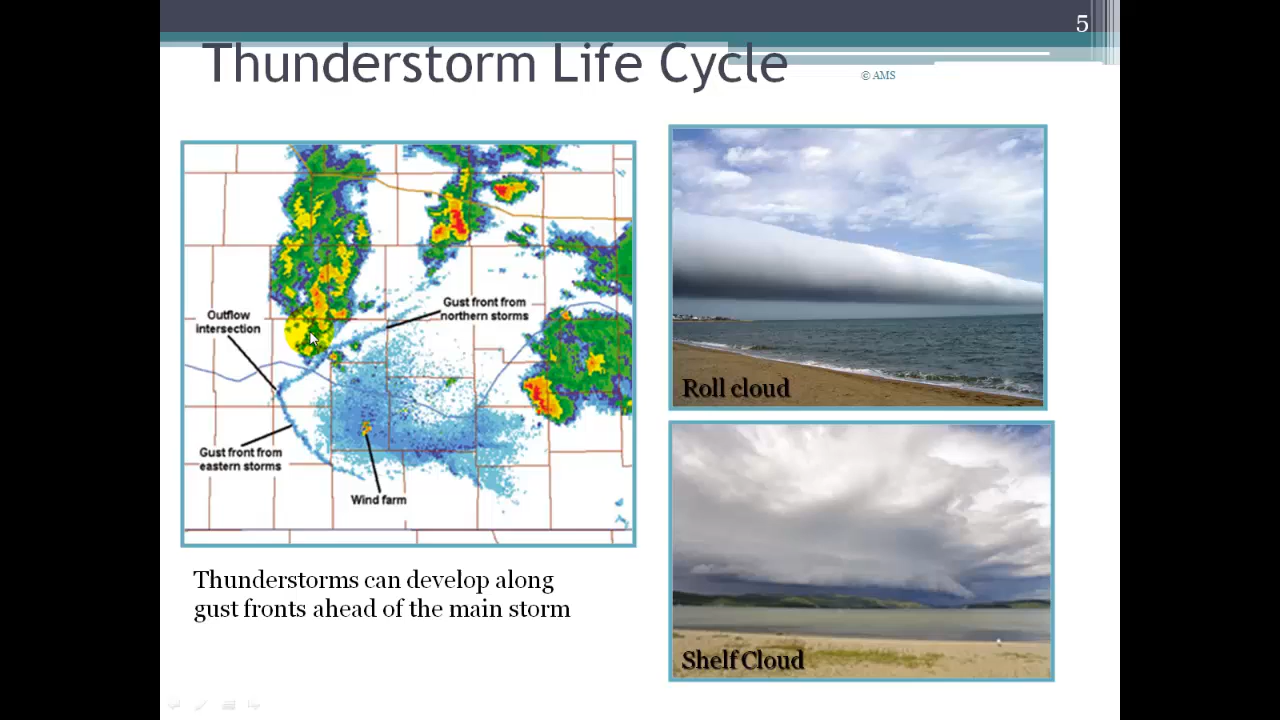 5
Thunderstorm Life Cycle
© AMS
Outflow
intersection
Gust front from
northern storms
Gust front from
eastern storms
Wind farm
Roll cloud
Shelf Cloud
Thunderstorms can develop along
gust fronts ahead of the main storm